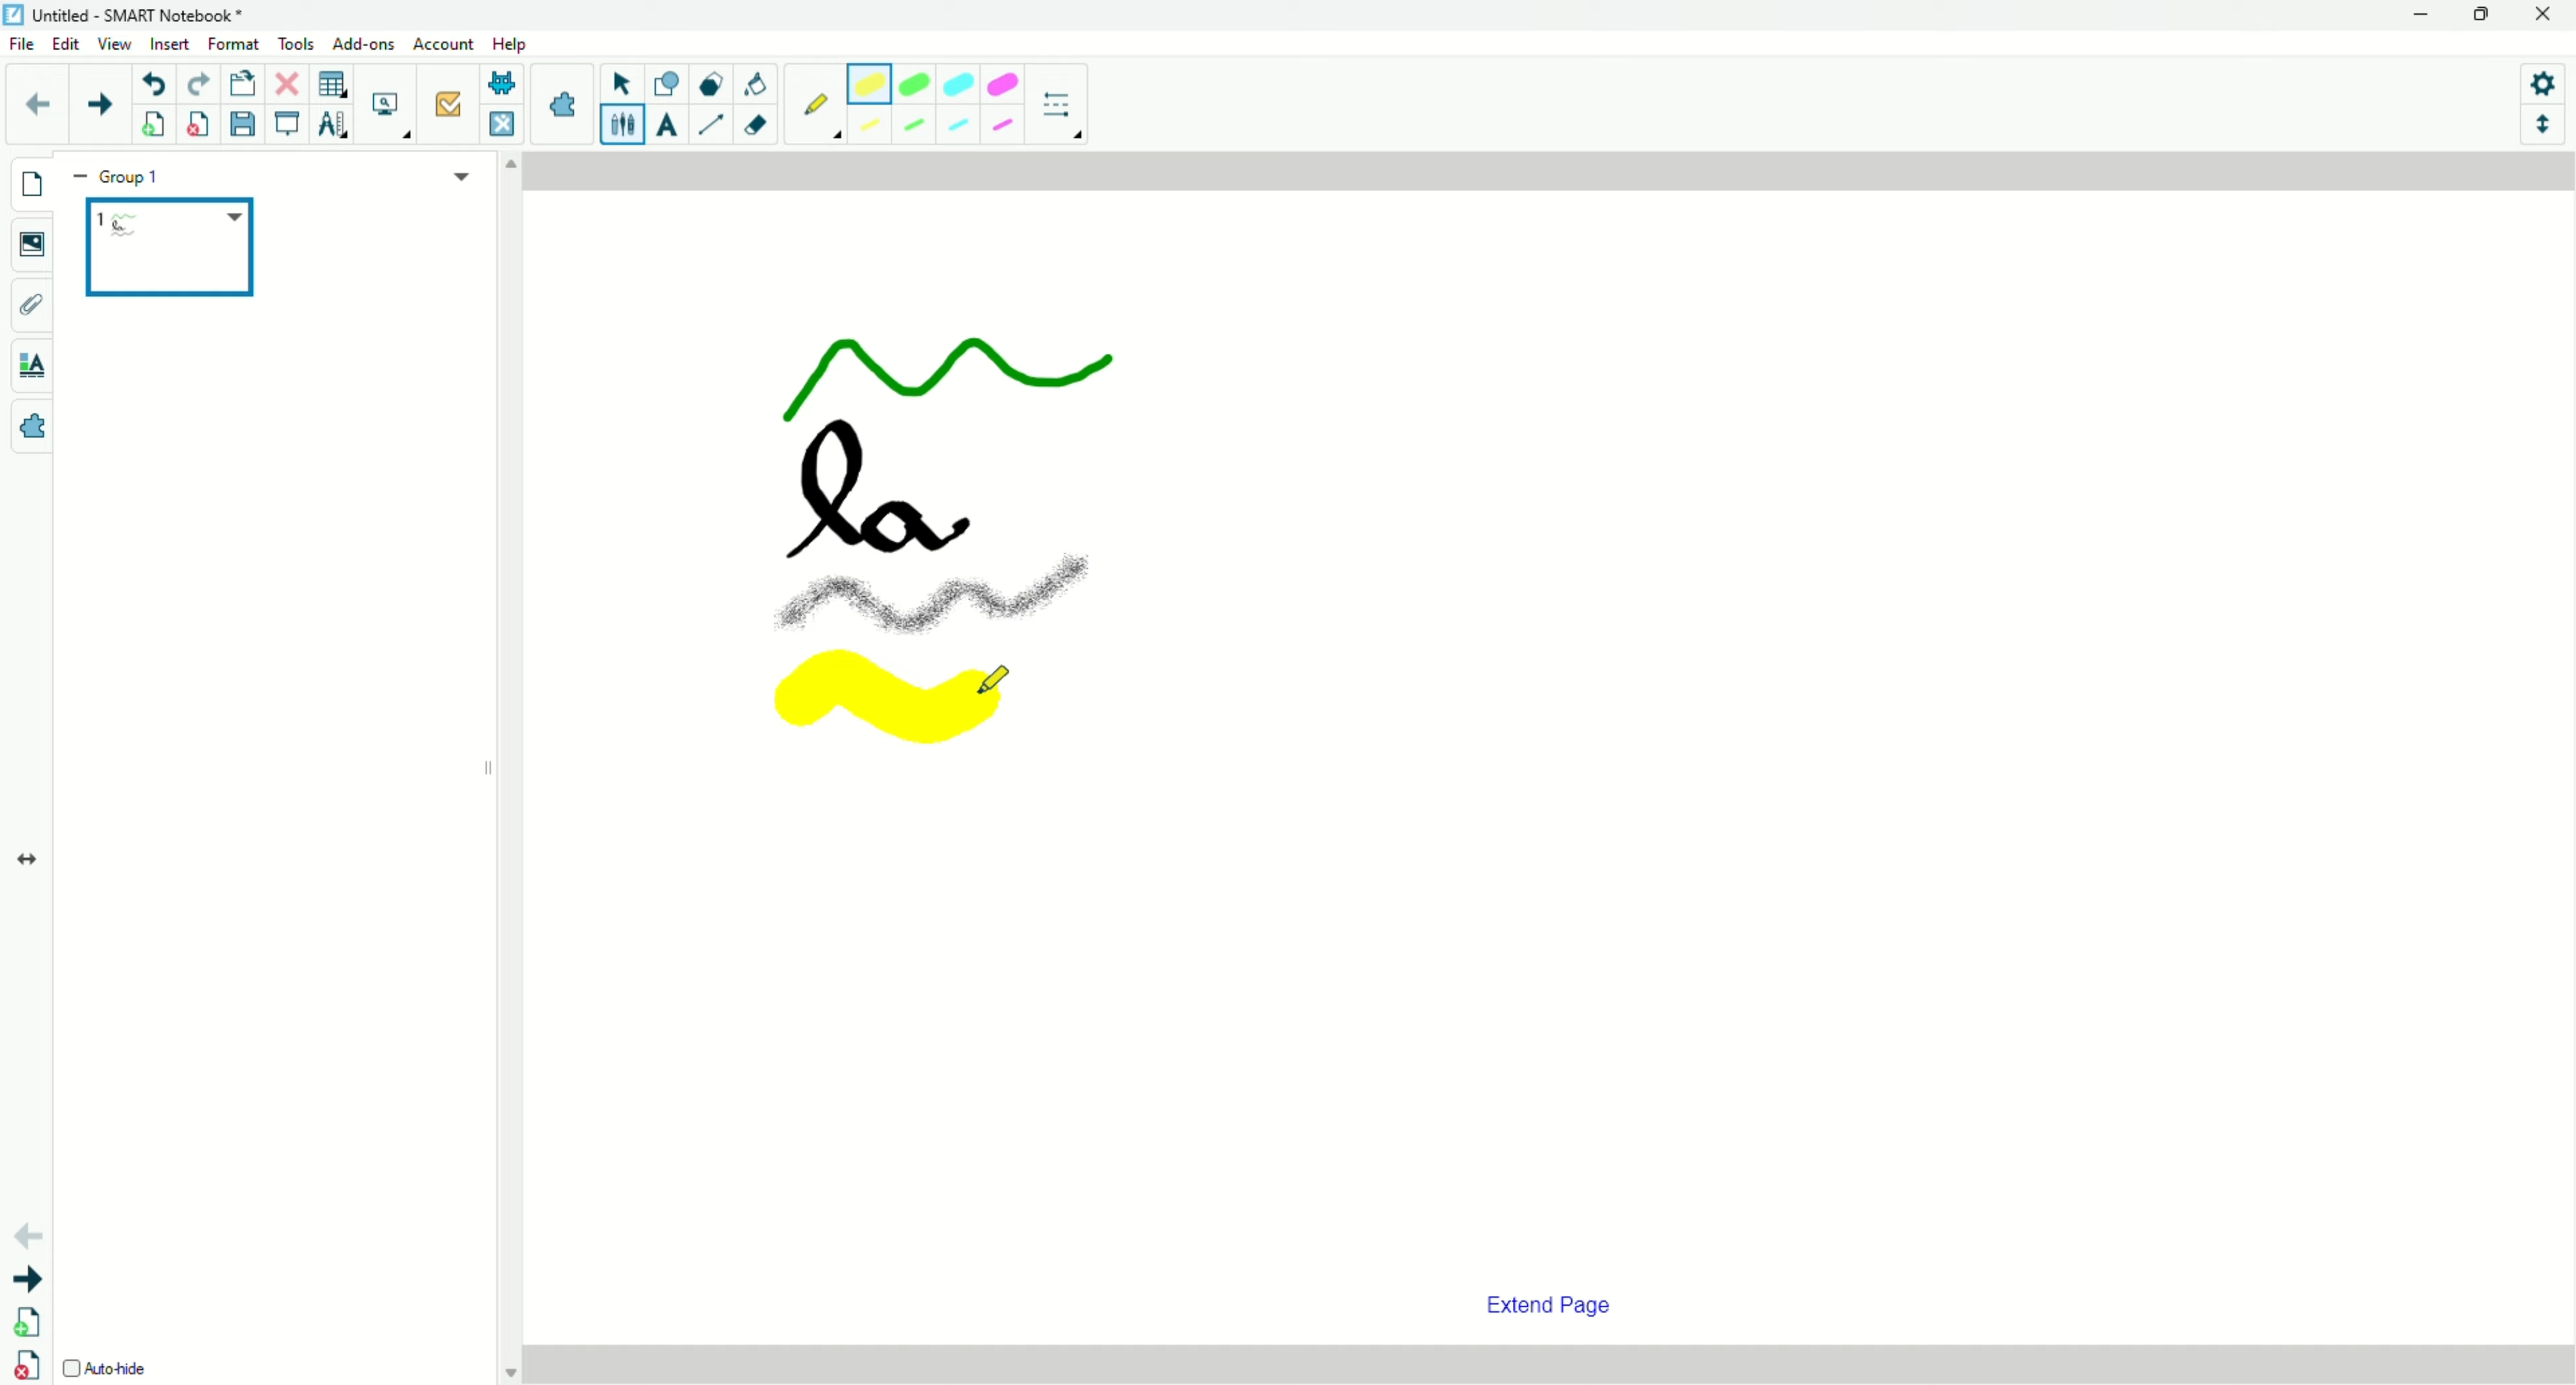 Untitled - SMART Notebook *
File Edit View Insert Format Tools Add-ons Account Help
Group 1
1
la
Extend Page
Auto-hide